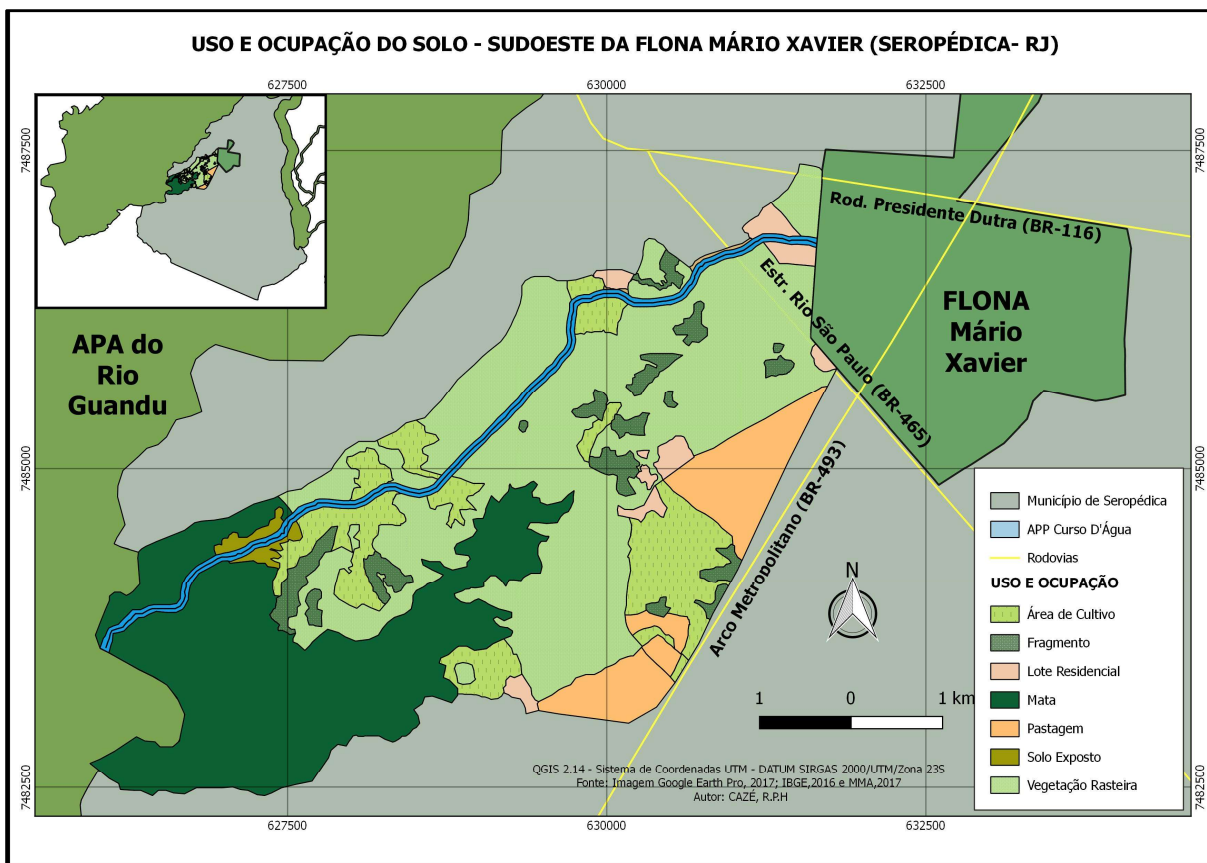 USO E OCUPAÇÃO DO SOLO - SUDOESTE DA FLONA MÁRIO XAVIER (SEROPÉDICA- RJ)
627500
630000
632500
7487500
7487500
Rod. Presidente Dutra (BR-116)
Estr. Rio São Paulo (BR-465)
FLONA
Mário
Xavier
APA do
Rio
Guandu
7485000
7485000
Arco Metropolitano (BR-493)
N
1
0
1 km
Município de Seropédica
APP Curso D'Água
Rodovias
USO E OCUPAÇÃO
Área de Cultivo
Fragmento
Lote Residencial
Mata
Pastagem
Solo Exposto
Vegetação Rasteira
QGIS 2.14 - Sistema de Coordenadas UTM - DATUM SIRGAS 2000/UTM/Zona 23S
Fonte: Imagem Google Earth Pro, 2017; IBGE,2016 e MMA,2017
Autor: CAZÉ, R.P.H
7482500
7482500
627500
630000
632500